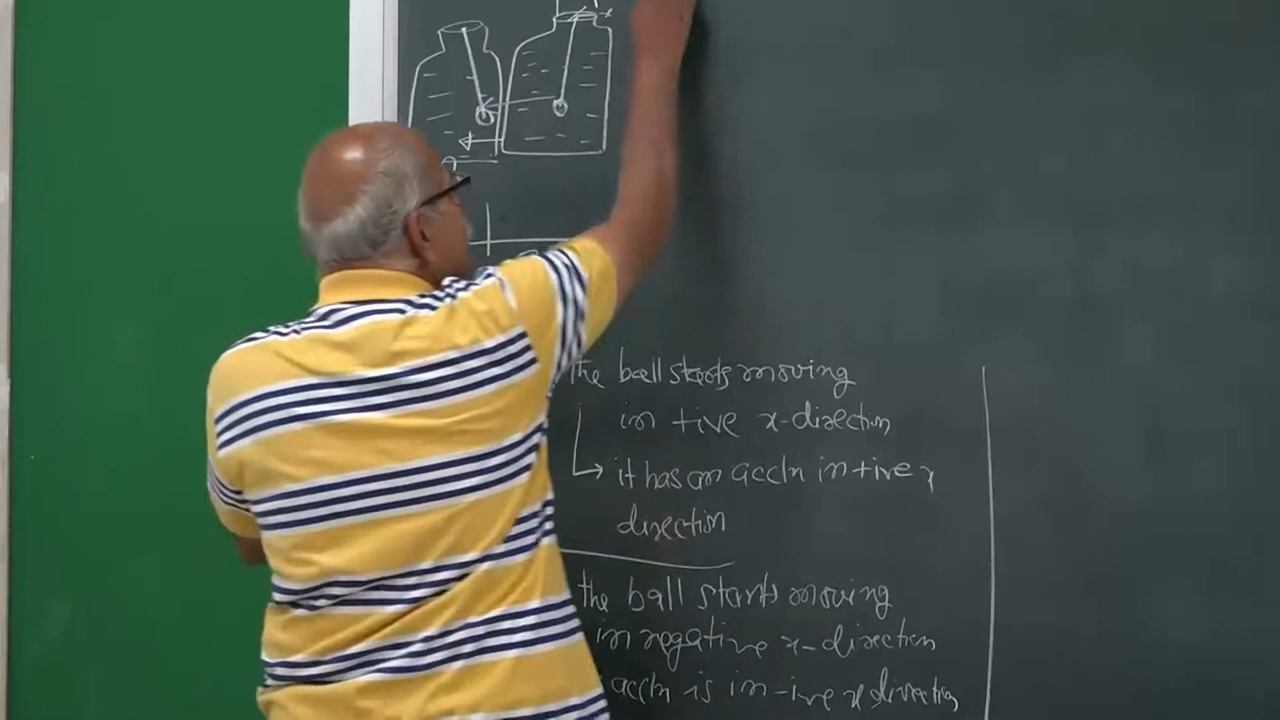 the ball starts moving
in +ive x-direction
it has an accln in +ive x
direction
the ball starts moving
in negative x-direction
accln is in -ive x direction